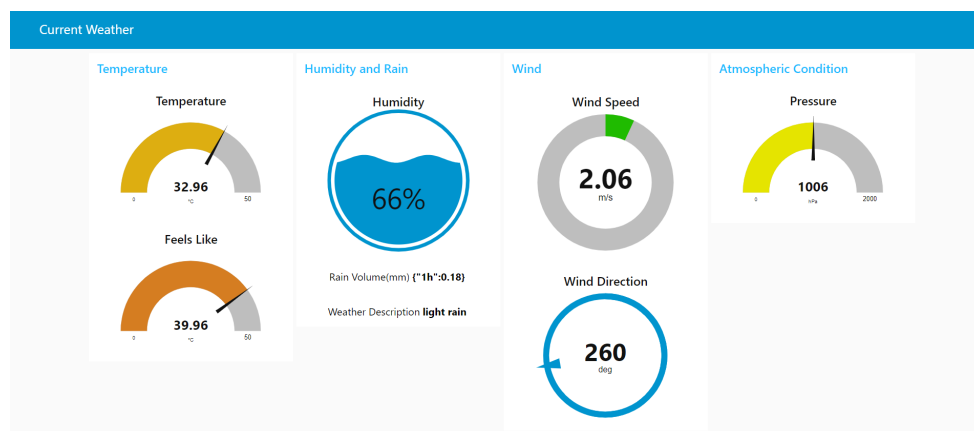 Current Weather
Temperature
Temperature
32.96
°C
0
50
Feels Like
39.96
°C
0
50
Humidity and Rain
Humidity
66%
Rain Volume(mm) {"1h":0.18}
Weather Description light rain
Wind
Wind Speed
2.06
m/s
Wind Direction
260
deg
Atmospheric Condition
Pressure
1006
hPa
0
2000